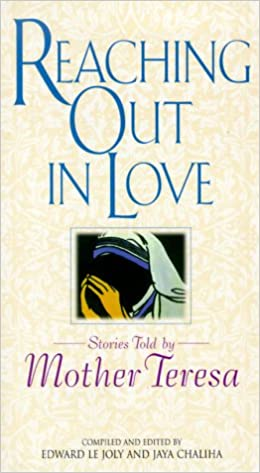 REACHING
OUT
IN LOVE
Stories Told by
Mother Teresa
COMPILED AND EDITED BY
EDWARD LE JOLY AND JAYA CHALIHA